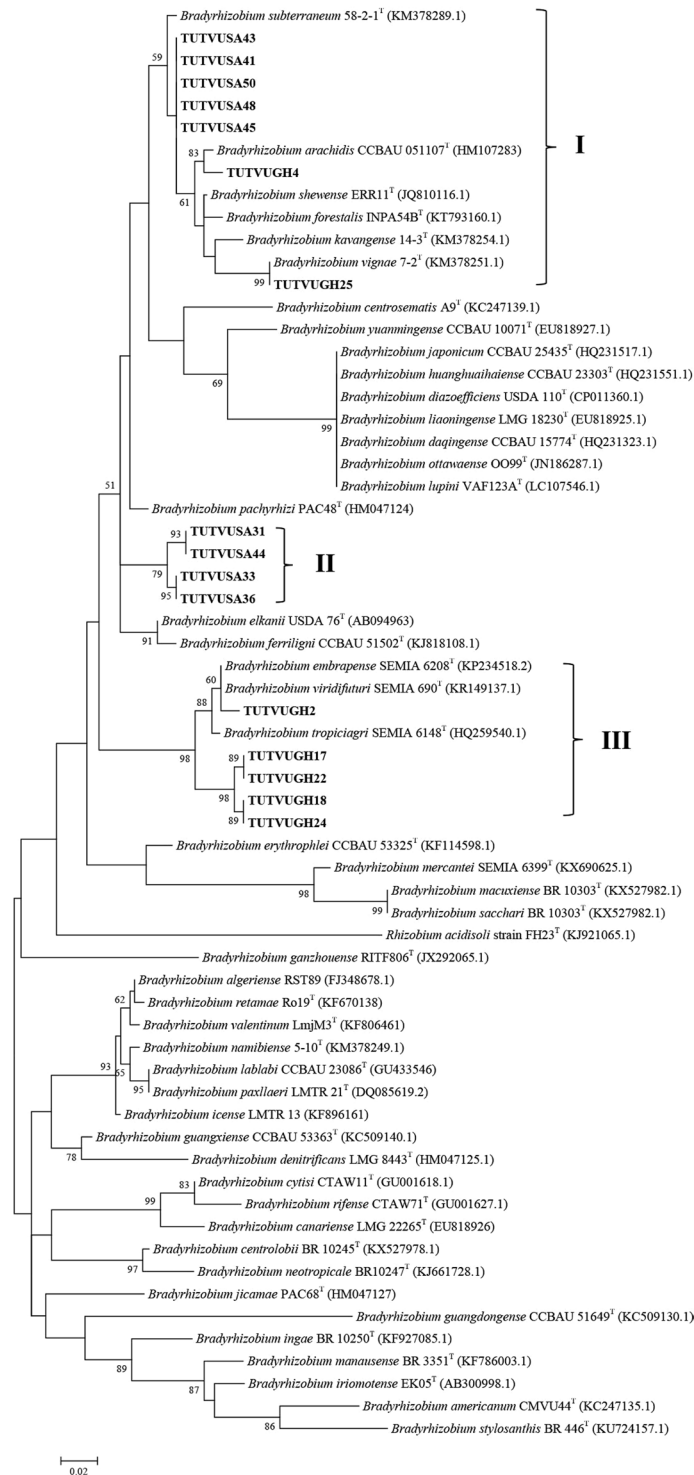 Bradyrhizobium subterraneum 58-2-1T (KM378289.1)
TUTVUSA43
59
TUTVUSA41
TUTVUSA50
TUTVUSA48
TUTVUSA45
I
83
Bradyrhizobium arachidis CCBAU 051107T (HM107283)
TUTVUGH4
61
Bradyrhizobium shewense ERR11T (JQ810116.1)
Bradyrhizobium forestalis INPA54BT (KT793160.1)
Bradyrhizobium kavangense 14-3T (KM378254.1)
Bradyrhizobium vignae 7-2T (KM378251.1)
99
TUTVUGH25
Bradyrhizobium centrosematis A9T (KC247139.1)
Bradyrhizobium yuanmingense CCBAU 10071T (EU818927.1)
Bradyrhizobium japonicum CCBAU 25435T (HQ231517.1)
69
Bradyrhizobium huanghuaihaiense CCBAU 23303T (HQ231551.1)
Bradyrhizobium diazoefficiens USDA 110T (CP011360.1)
Bradyrhizobium liaoningense LMG 18230T (EU818925.1)
99
Bradyrhizobium daqingense CCBAU 15774T (HQ231323.1)
Bradyrhizobium ottawaense OO99T (JN186287.1)
Bradyrhizobium lupini VAF123AT (LC107546.1)
51
Bradyrhizobium pachyrhizi PAC48T (HM047124)
93
TUTVUSA31
TUTVUSA44
II
79
TUTVUSA33
95
TUTVUSA36
Bradyrhizobium elkanii USDA 76T (AB094963)
91
Bradyrhizobium ferriligni CCBAU 51502T (KJ818108.1)
Bradyrhizobium embrapense SEMIA 6208T (KP234518.2)
60
Bradyrhizobium viridifuturi SEMIA 690T (KR149137.1)
88
TUTVUGH2
Bradyrhizobium tropiciagri SEMIA 6148T (HQ259540.1)
III
98
89
TUTVUGH17
TUTVUGH22
98
TUTVUGH18
89
TUTVUGH24
Bradyrhizobium erythrophlei CCBAU 53325T (KF114598.1)
Bradyrhizobium mercantei SEMIA 6399T (KX690625.1)
98
Bradyrhizobium macuxiense BR 10303T (KX527982.1)
99
Bradyrhizobium sacchari BR 10303T (KX527982.1)
Rhizobium acidisoli strain FH23T (KJ921065.1)
Bradyrhizobium ganzhouense RITF806T (JX292065.1)
Bradyrhizobium algeriense RST89 (FJ348678.1)
62
Bradyrhizobium retamae Ro19T (KF670138)
Bradyrhizobium valentinum LmjM3T (KF806461)
Bradyrhizobium namibiense 5-10T (KM378249.1)
93
55
Bradyrhizobium lablabi CCBAU 23086T (GU433546)
95
Bradyrhizobium paxllaeri LMTR 21T (DQ085619.2)
Bradyrhizobium icense LMTR 13 (KF896161)
Bradyrhizobium guangxiense CCBAU 53363T (KC509140.1)
78
Bradyrhizobium denitrificans LMG 8443T (HM047125.1)
83
Bradyrhizobium cytisi CTAW11T (GU001618.1)
99
Bradyrhizobium rifense CTAW71T (GU001627.1)
Bradyrhizobium canariense LMG 22265T (EU818926)
Bradyrhizobium centrolobii BR 10245T (KX527978.1)
97
Bradyrhizobium neotropicale BR10247T (KJ661728.1)
Bradyrhizobium jicamae PAC68T (HM047127)
Bradyrhizobium guangdongense CCBAU 51649T (KC509130.1)
Bradyrhizobium ingae BR 10250T (KF927085.1)
89
Bradyrhizobium manausense BR 3351T (KF786003.1)
87
Bradyrhizobium iriomotense EK05T (AB300998.1)
Bradyrhizobium americanum CMVU44T (KC247135.1)
86
Bradyrhizobium stylosanthis BR 446T (KU724157.1)
0.02